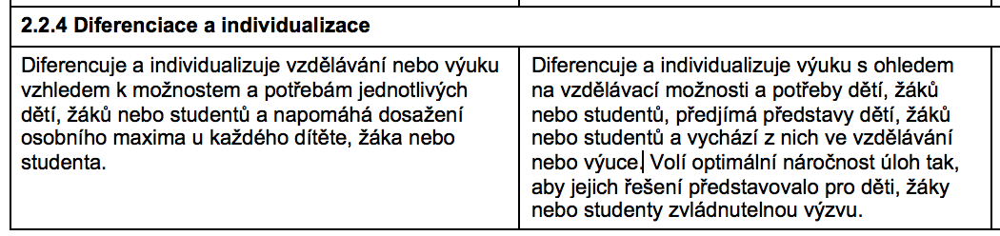 2.2.4 Diferenciace a individualizace
Diferencuje a individualizuje vzdělávání nebo výuku
vzhledem k možnostem a potřebám jednotlivých
dětí, žáků nebo studentů a napomáhá dosažení
osobního maxima u každého dítěte, žáka nebo
studenta.
Diferencuje a individualizuje výuku s ohledem
na vzdělávací možnosti a potřeby dětí, žáků
nebo studentů, předjímá představy dětí, žáků
nebo studentů a vychází z nich ve vzdělávání
nebo výuce. Volí optimální náročnost úloh tak,
aby jejich řešení představovalo pro děti, žáky
nebo studenty zvládnutelnou výzvu.